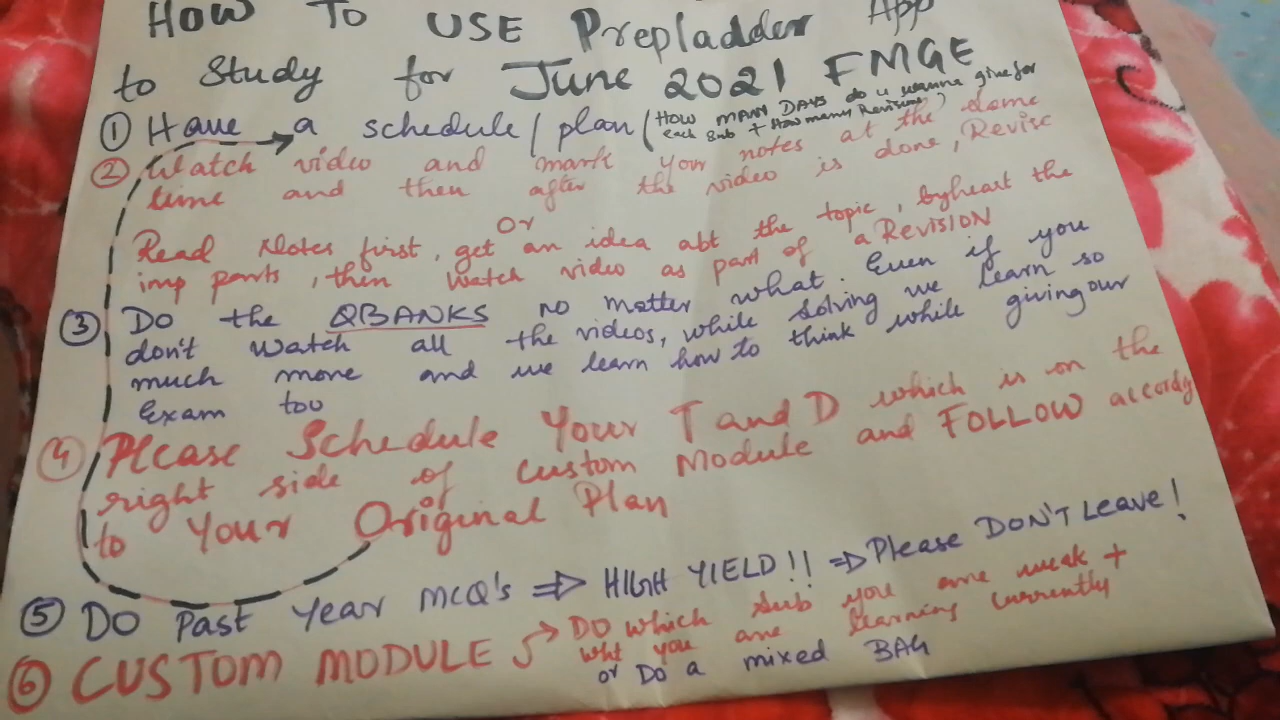 HOW TO USE Prepladder App
to Study for June 2021 FMGE
① Have a schedule / plan (HOW MANY DAYS do u wanna give for
each sub + How many Revisions)
② Watch video and mark your notes at the same
time and then after the video is done, Revise
or
Read Notes first, get an idea abt the topic, byheart the
imp parts, then watch video as part of a REVISION
③ Do the QBANKS no matter what. Even if you
don't watch all the videos, while solving we learn so
much more and we learn how to think while giving our
Exam too
④ Please Schedule Your T and D which is on the
right side of custom Module and FOLLOW accordg
to Your Original Plan
⑤ DO Past Year MCQ's ⇒ HIGH YIELD!! ⇒ Please DON'T Leave!
⑥ CUSTOM MODULE → DO which sub you are weak +
wht you are learning currently
or Do a mixed BAG